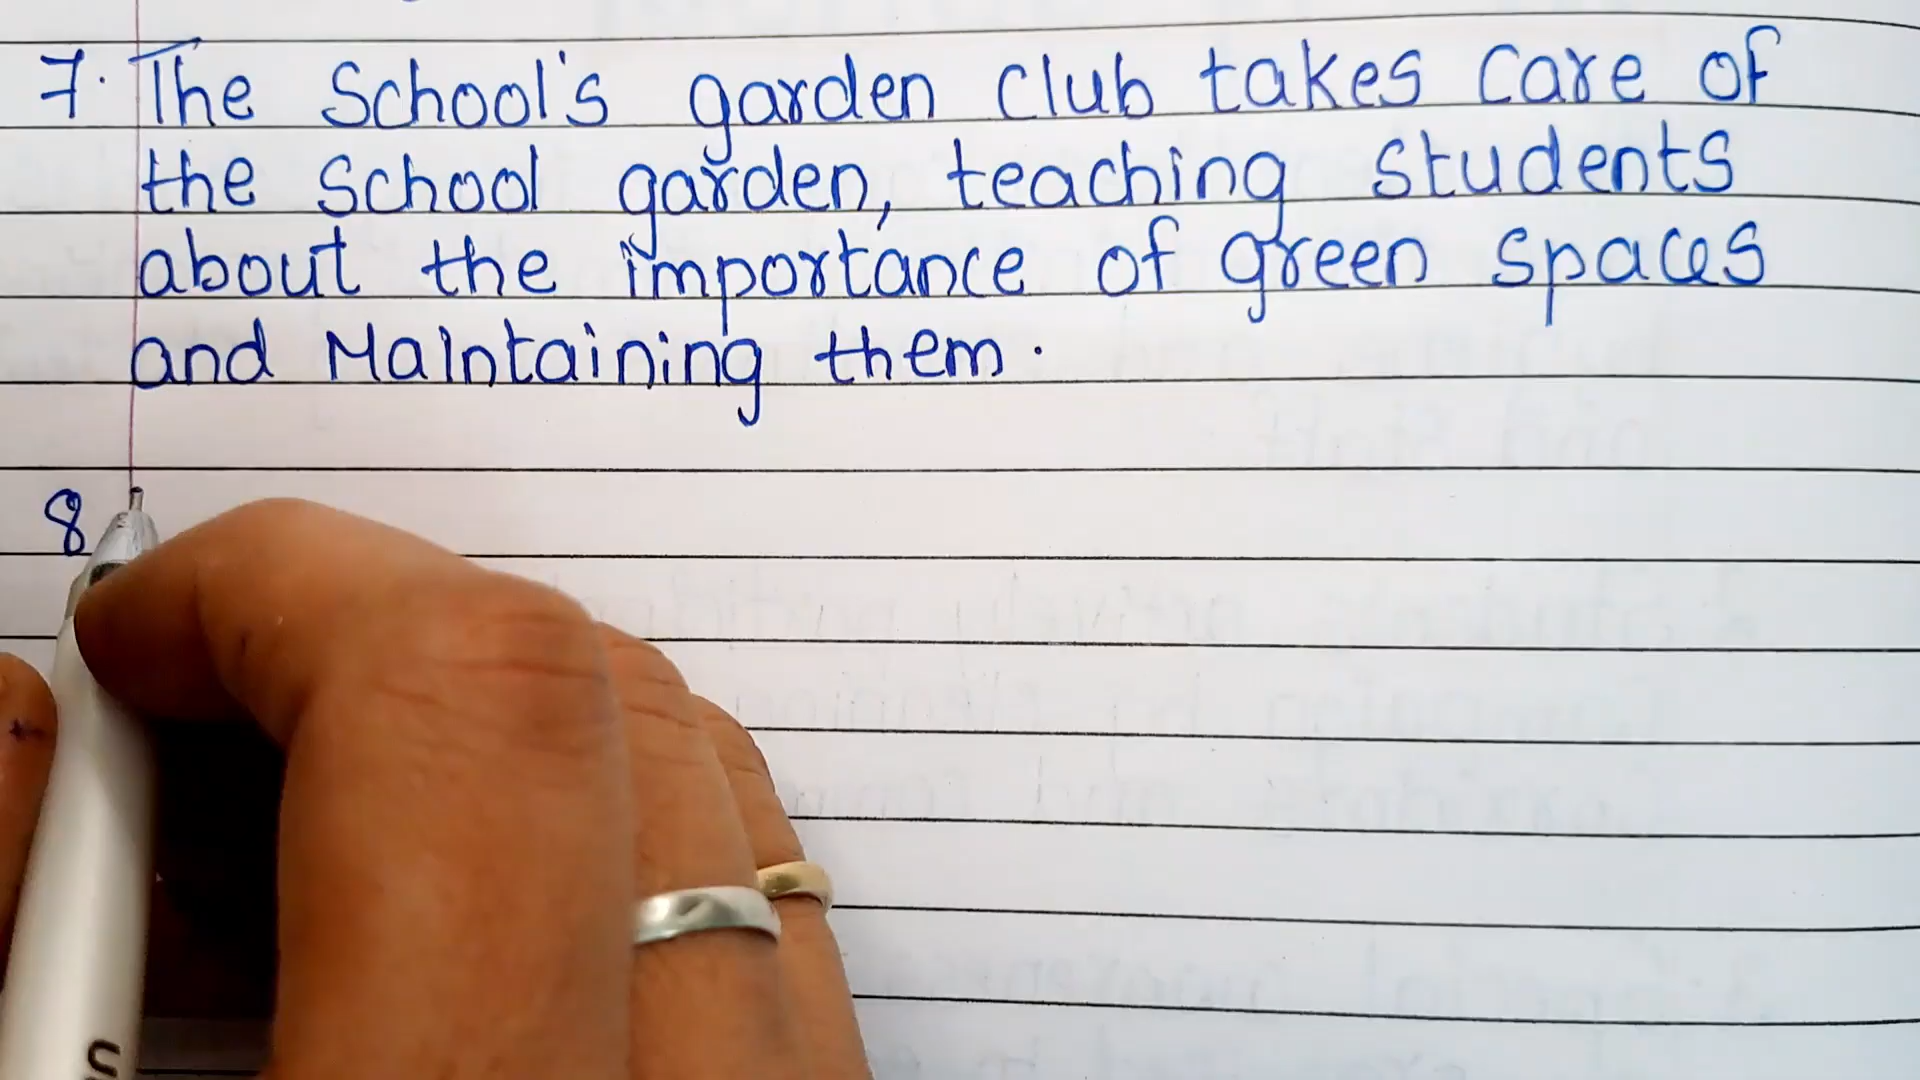 7. The School's garden club takes care of
the school garden, teaching students
about the importance of green spaces
and Maintaining them.
8